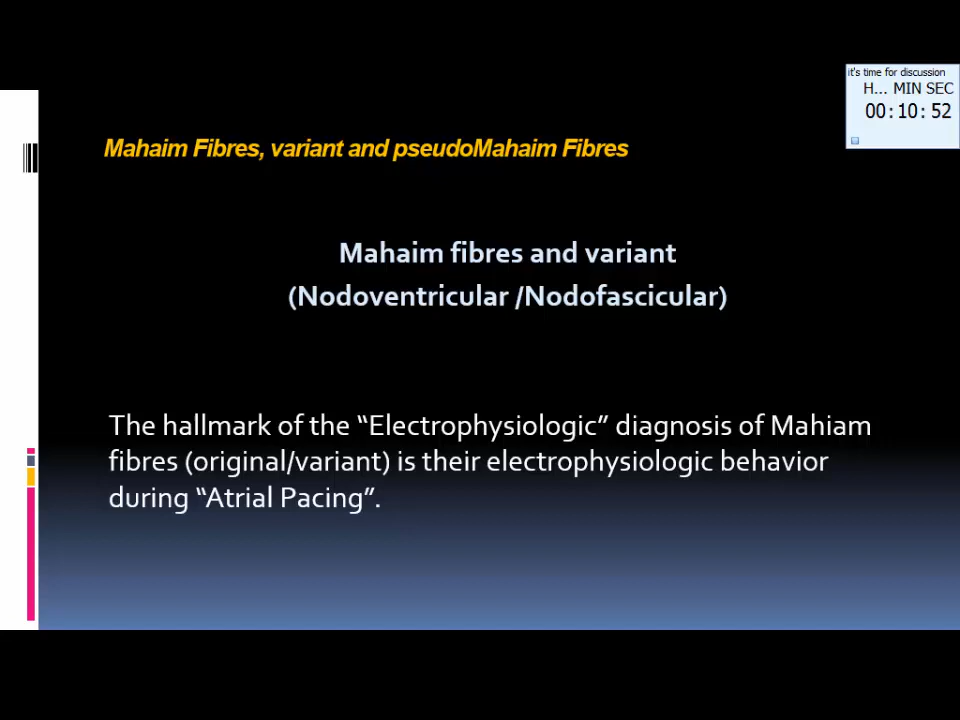 it's time for discussion
H... MIN SEC
00:10:52
Mahaim Fibres, variant and pseudoMahaim Fibres
Mahaim fibres and variant
(Nodoventricular /Nodofascicular)
The hallmark of the “Electrophysiologic” diagnosis of Mahiam
fibres (original/variant) is their electrophysiologic behavior
during “Atrial Pacing”.